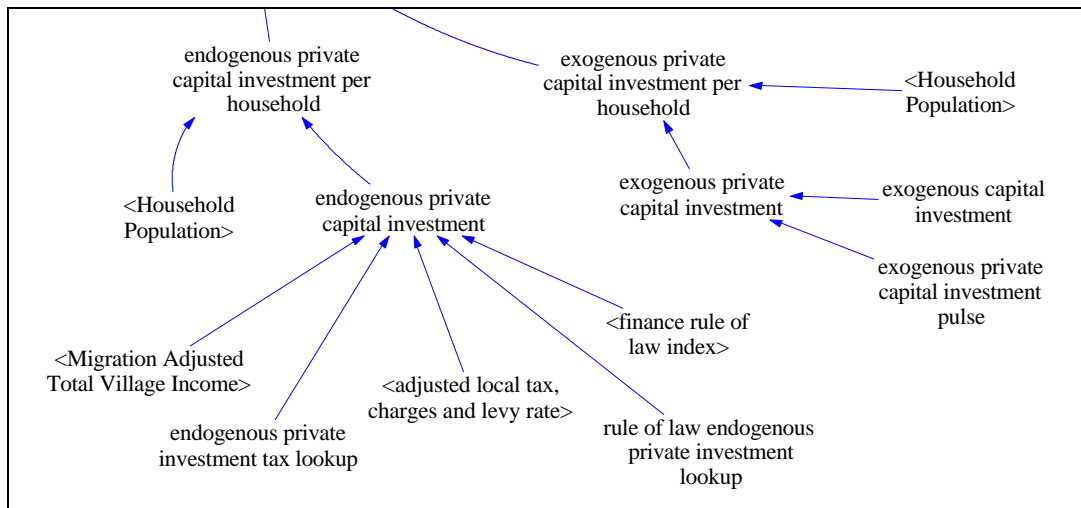 endogenous private
capital investment per
household
exogenous private
capital investment per
household
<Household
Population>
<Household
Population>
endogenous private
capital investment
exogenous private
capital investment
exogenous capital
investment
exogenous private
capital investment
pulse
<finance rule of
law index>
<Migration Adjusted
Total Village Income>
<adjusted local tax,
charges and levy rate>
endogenous private
investment tax lookup
rule of law endogenous
private investment
lookup